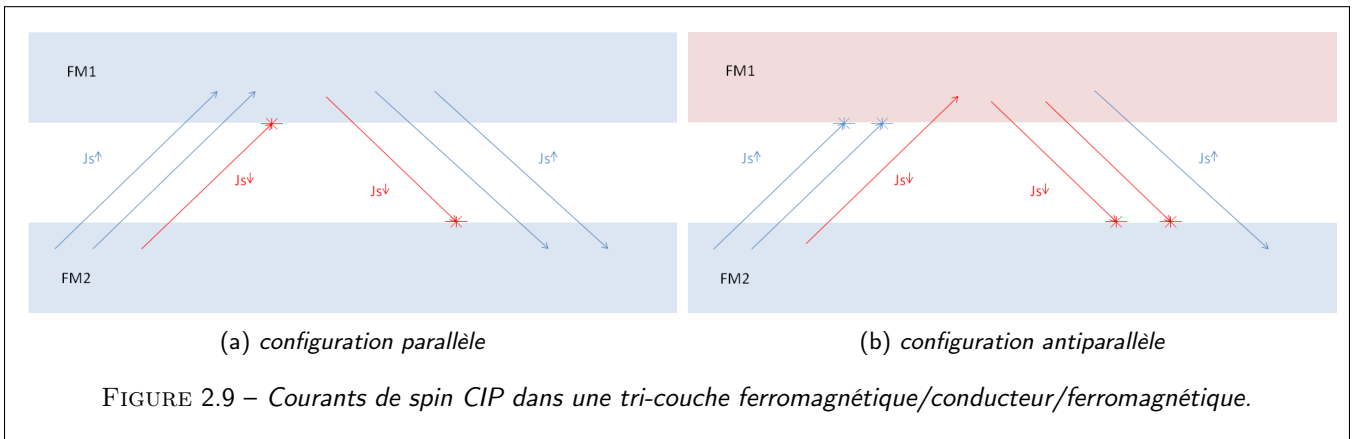 FM1
Js↑
Js↓
Js↓
Js↑
FM2
(a) configuration parallèle
FM1
Js↑
Js↓
Js↓
Js↑
FM2
(b) configuration antiparallèle
FIGURE 2.9 – Courants de spin CIP dans une tri-couche ferromagnétique/conducteur/ferromagnétique.